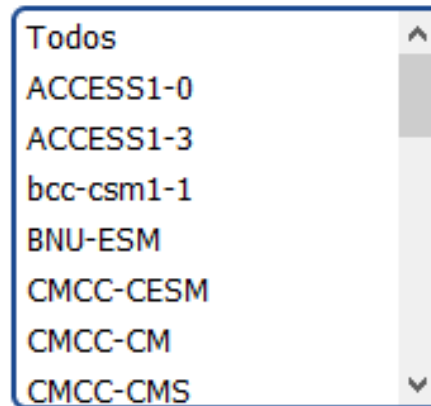 Todos
ACCESS1-0
ACCESS1-3
bcc-csm1-1
BNU-ESM
CMCC-CESM
CMCC-CM
CMCC-CMS